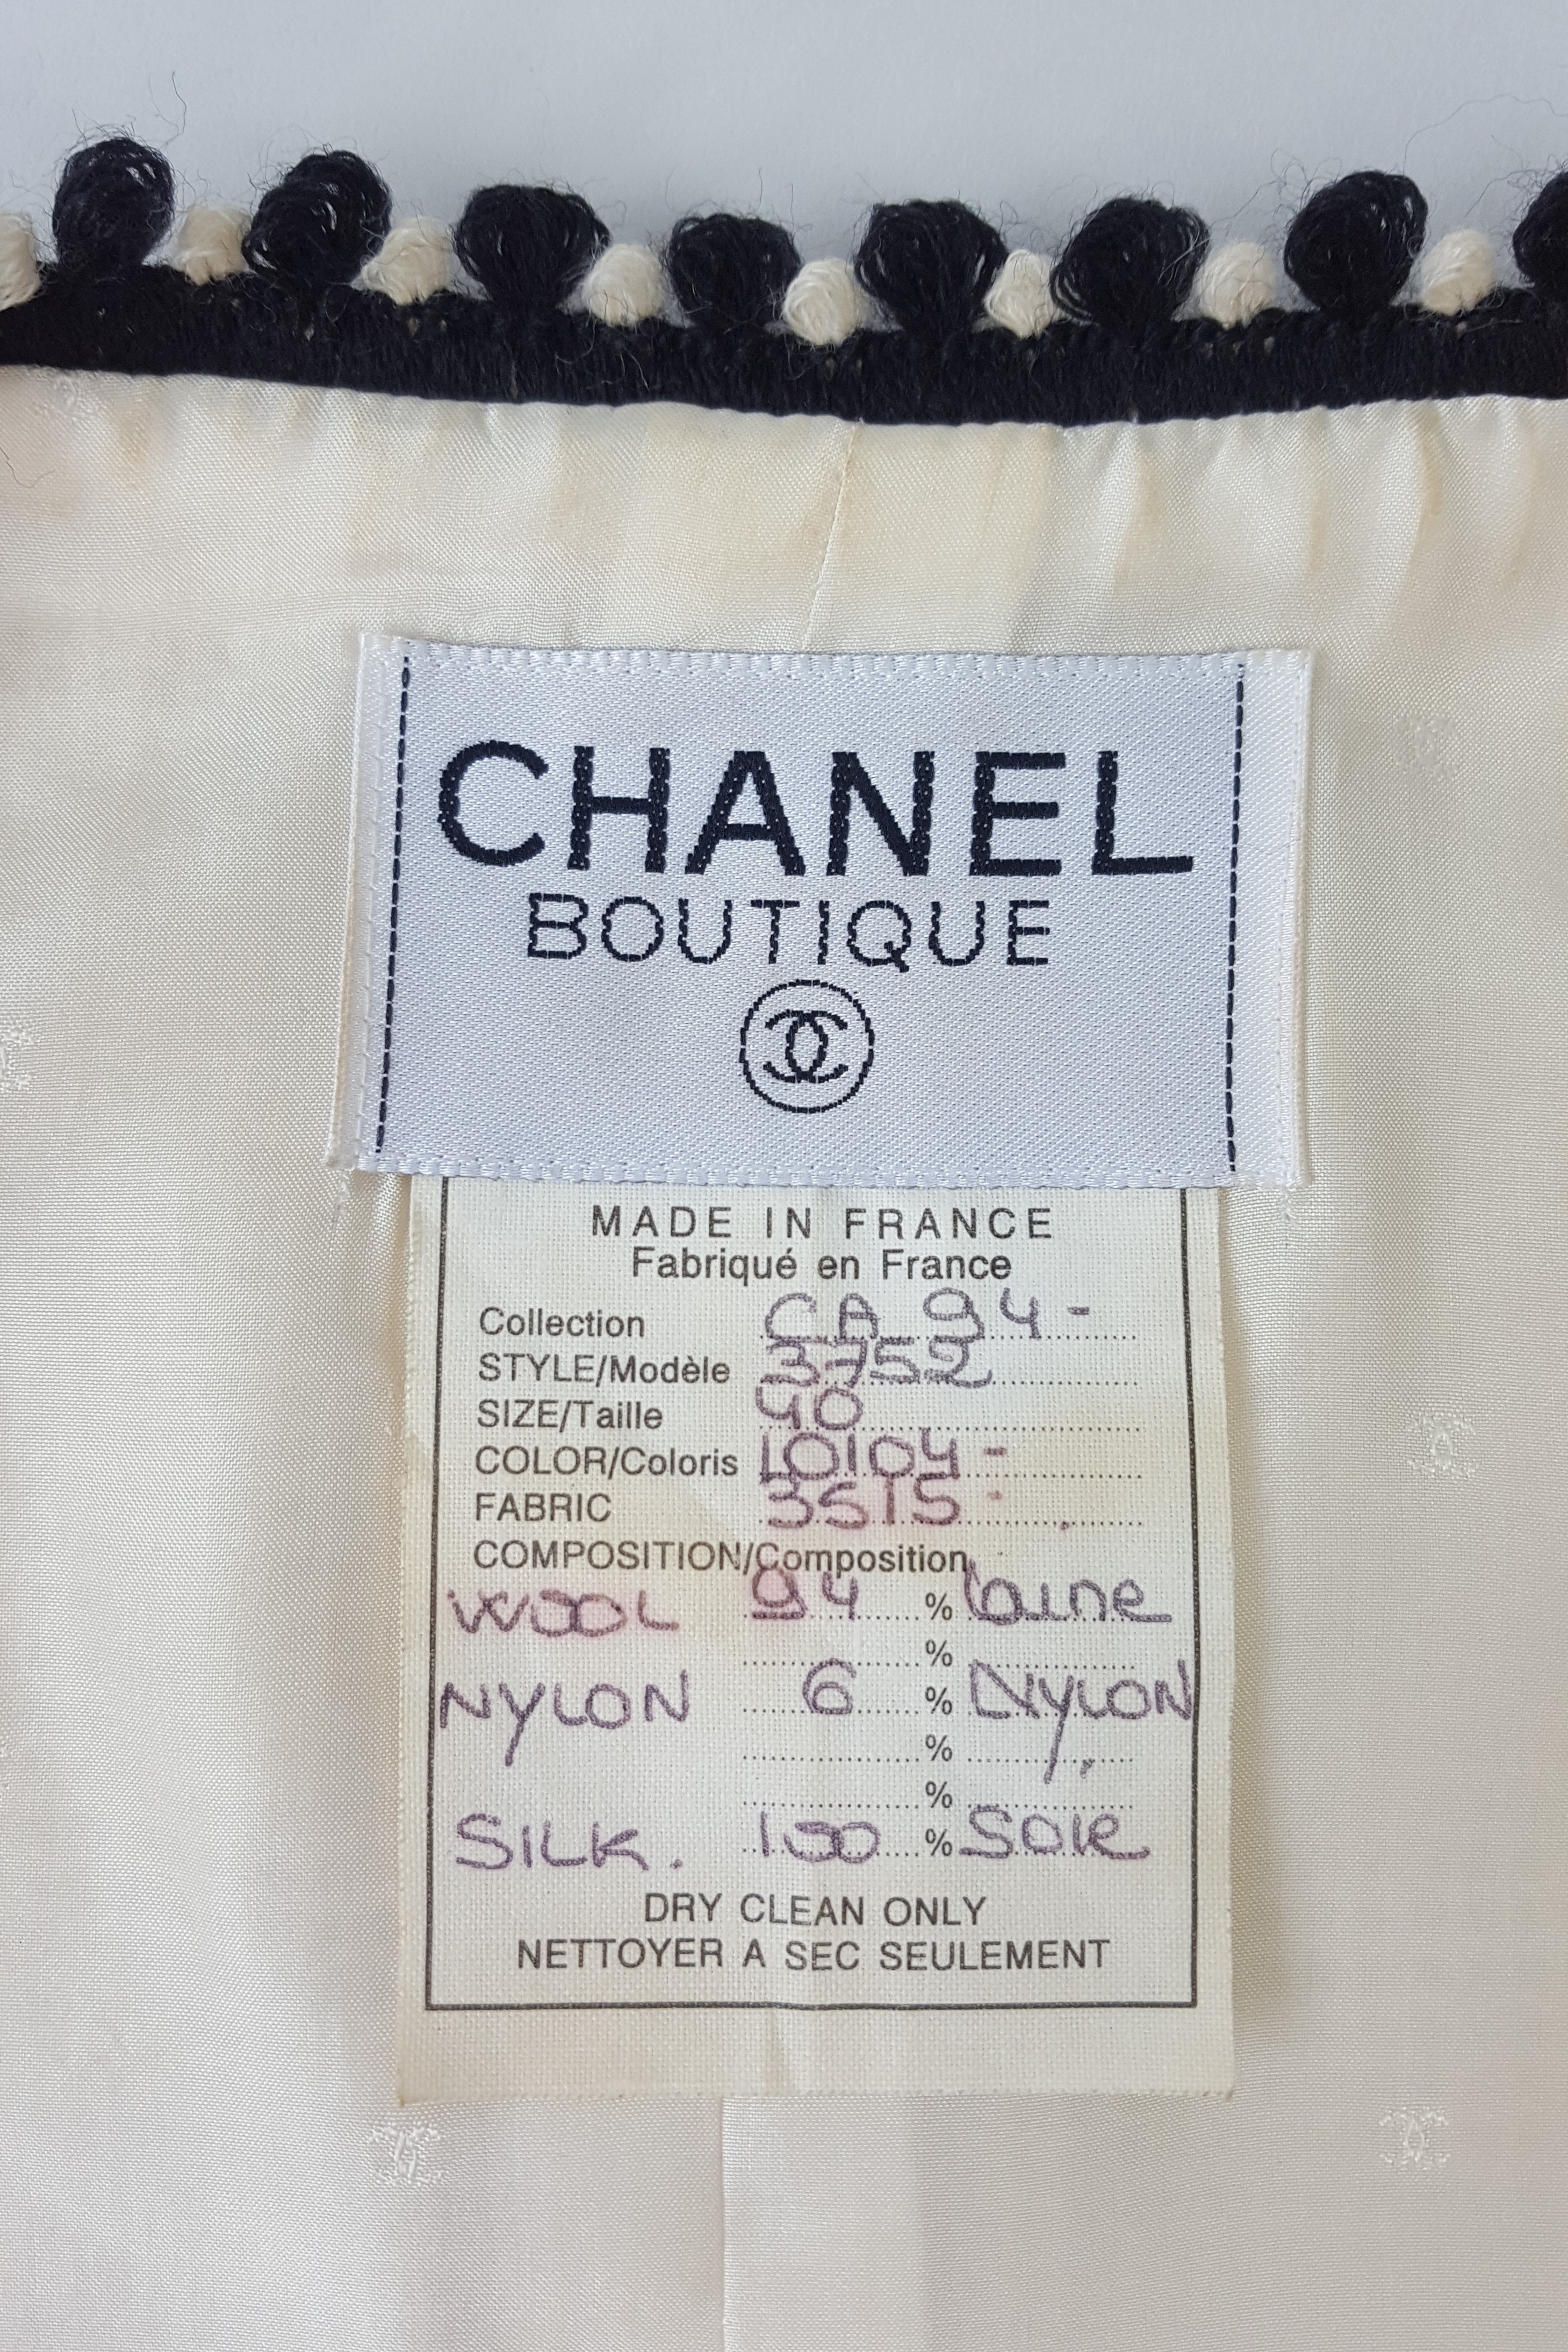 CHANEL
BOUTIQUE
MADE IN FRANCE
Fabriqué en France
Collection CA 94-
STYLE/Modèle 3752
SIZE/Taille 40
COLOR/Coloris 10104-
FABRIC 3515-
COMPOSITION/Composition
WOOL 94 % laine
%
NYLON 6 % NYLON
%
%
SILK. 100 % SOIE
DRY CLEAN ONLY
NETTOYER A SEC SEULEMENT